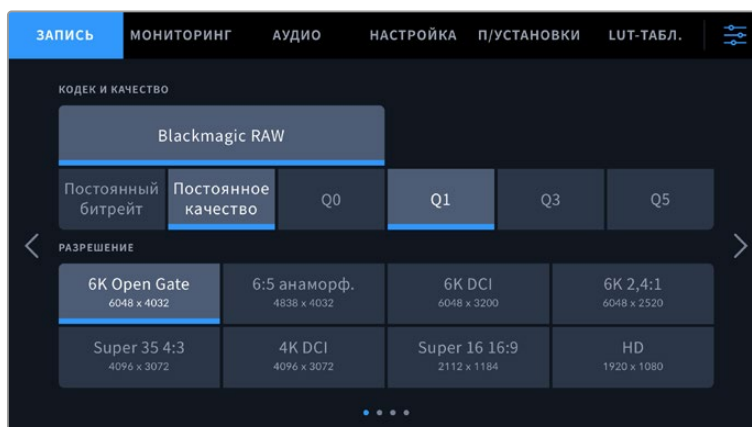 ЗАПИСЬ МОНИТОРИНГ АУДИО НАСТРОЙКА П/УСТАНОВКИ LUT-ТАБЛ.
КОДЕК И КАЧЕСТВО
Blackmagic RAW
Постоянный битрейт
Постоянное качество
Q0 Q1 Q3 Q5
РАЗРЕШЕНИЕ
6K Open Gate 6:5 анаморф. 6K DCI 6K 2,4:1
6048 x 4032 4838 x 4032 6048 x 3200 6048 x 2520
Super 35 4:3 4K DCI Super 16 16:9 HD
4096 x 3072 4096 x 3072 2112 x 1184 1920 x 1080